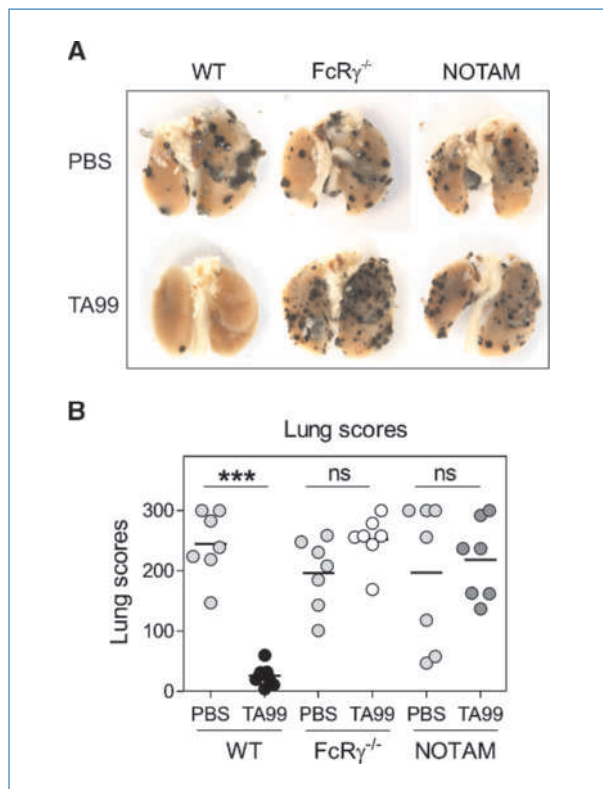 A
WT FcRγ-/- NOTAM
PBS
TA99
B
Lung scores
*** ns ns
300
200
100
0
Lung scores
PBS TA99 PBS TA99 PBS TA99
WT FcRγ-/- NOTAM